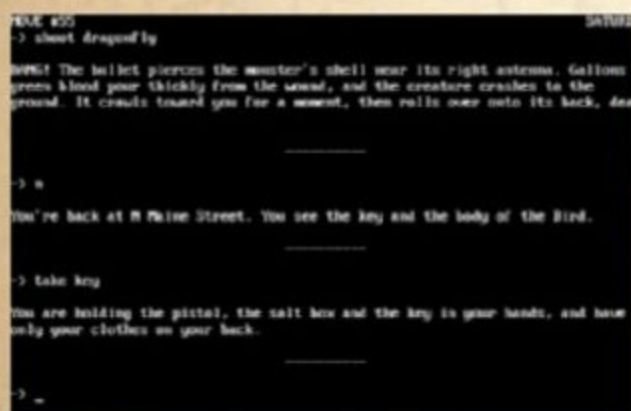 MOVE #55 SATURD
-> shoot dragonfly
BANG! The bullet pierces the monster's shell near its right antenna. Gallons
green blood pour thickly from the wound, and the creature crashes to the
ground. It crawls toward you for a moment, then rolls over onto its back, dea
-> n
You're back at N Maine Street. You see the key and the body of the Bird.
-> take key
You are holding the pistol, the salt box and the key in your hands, and have
only your clothes on your back.
-> _